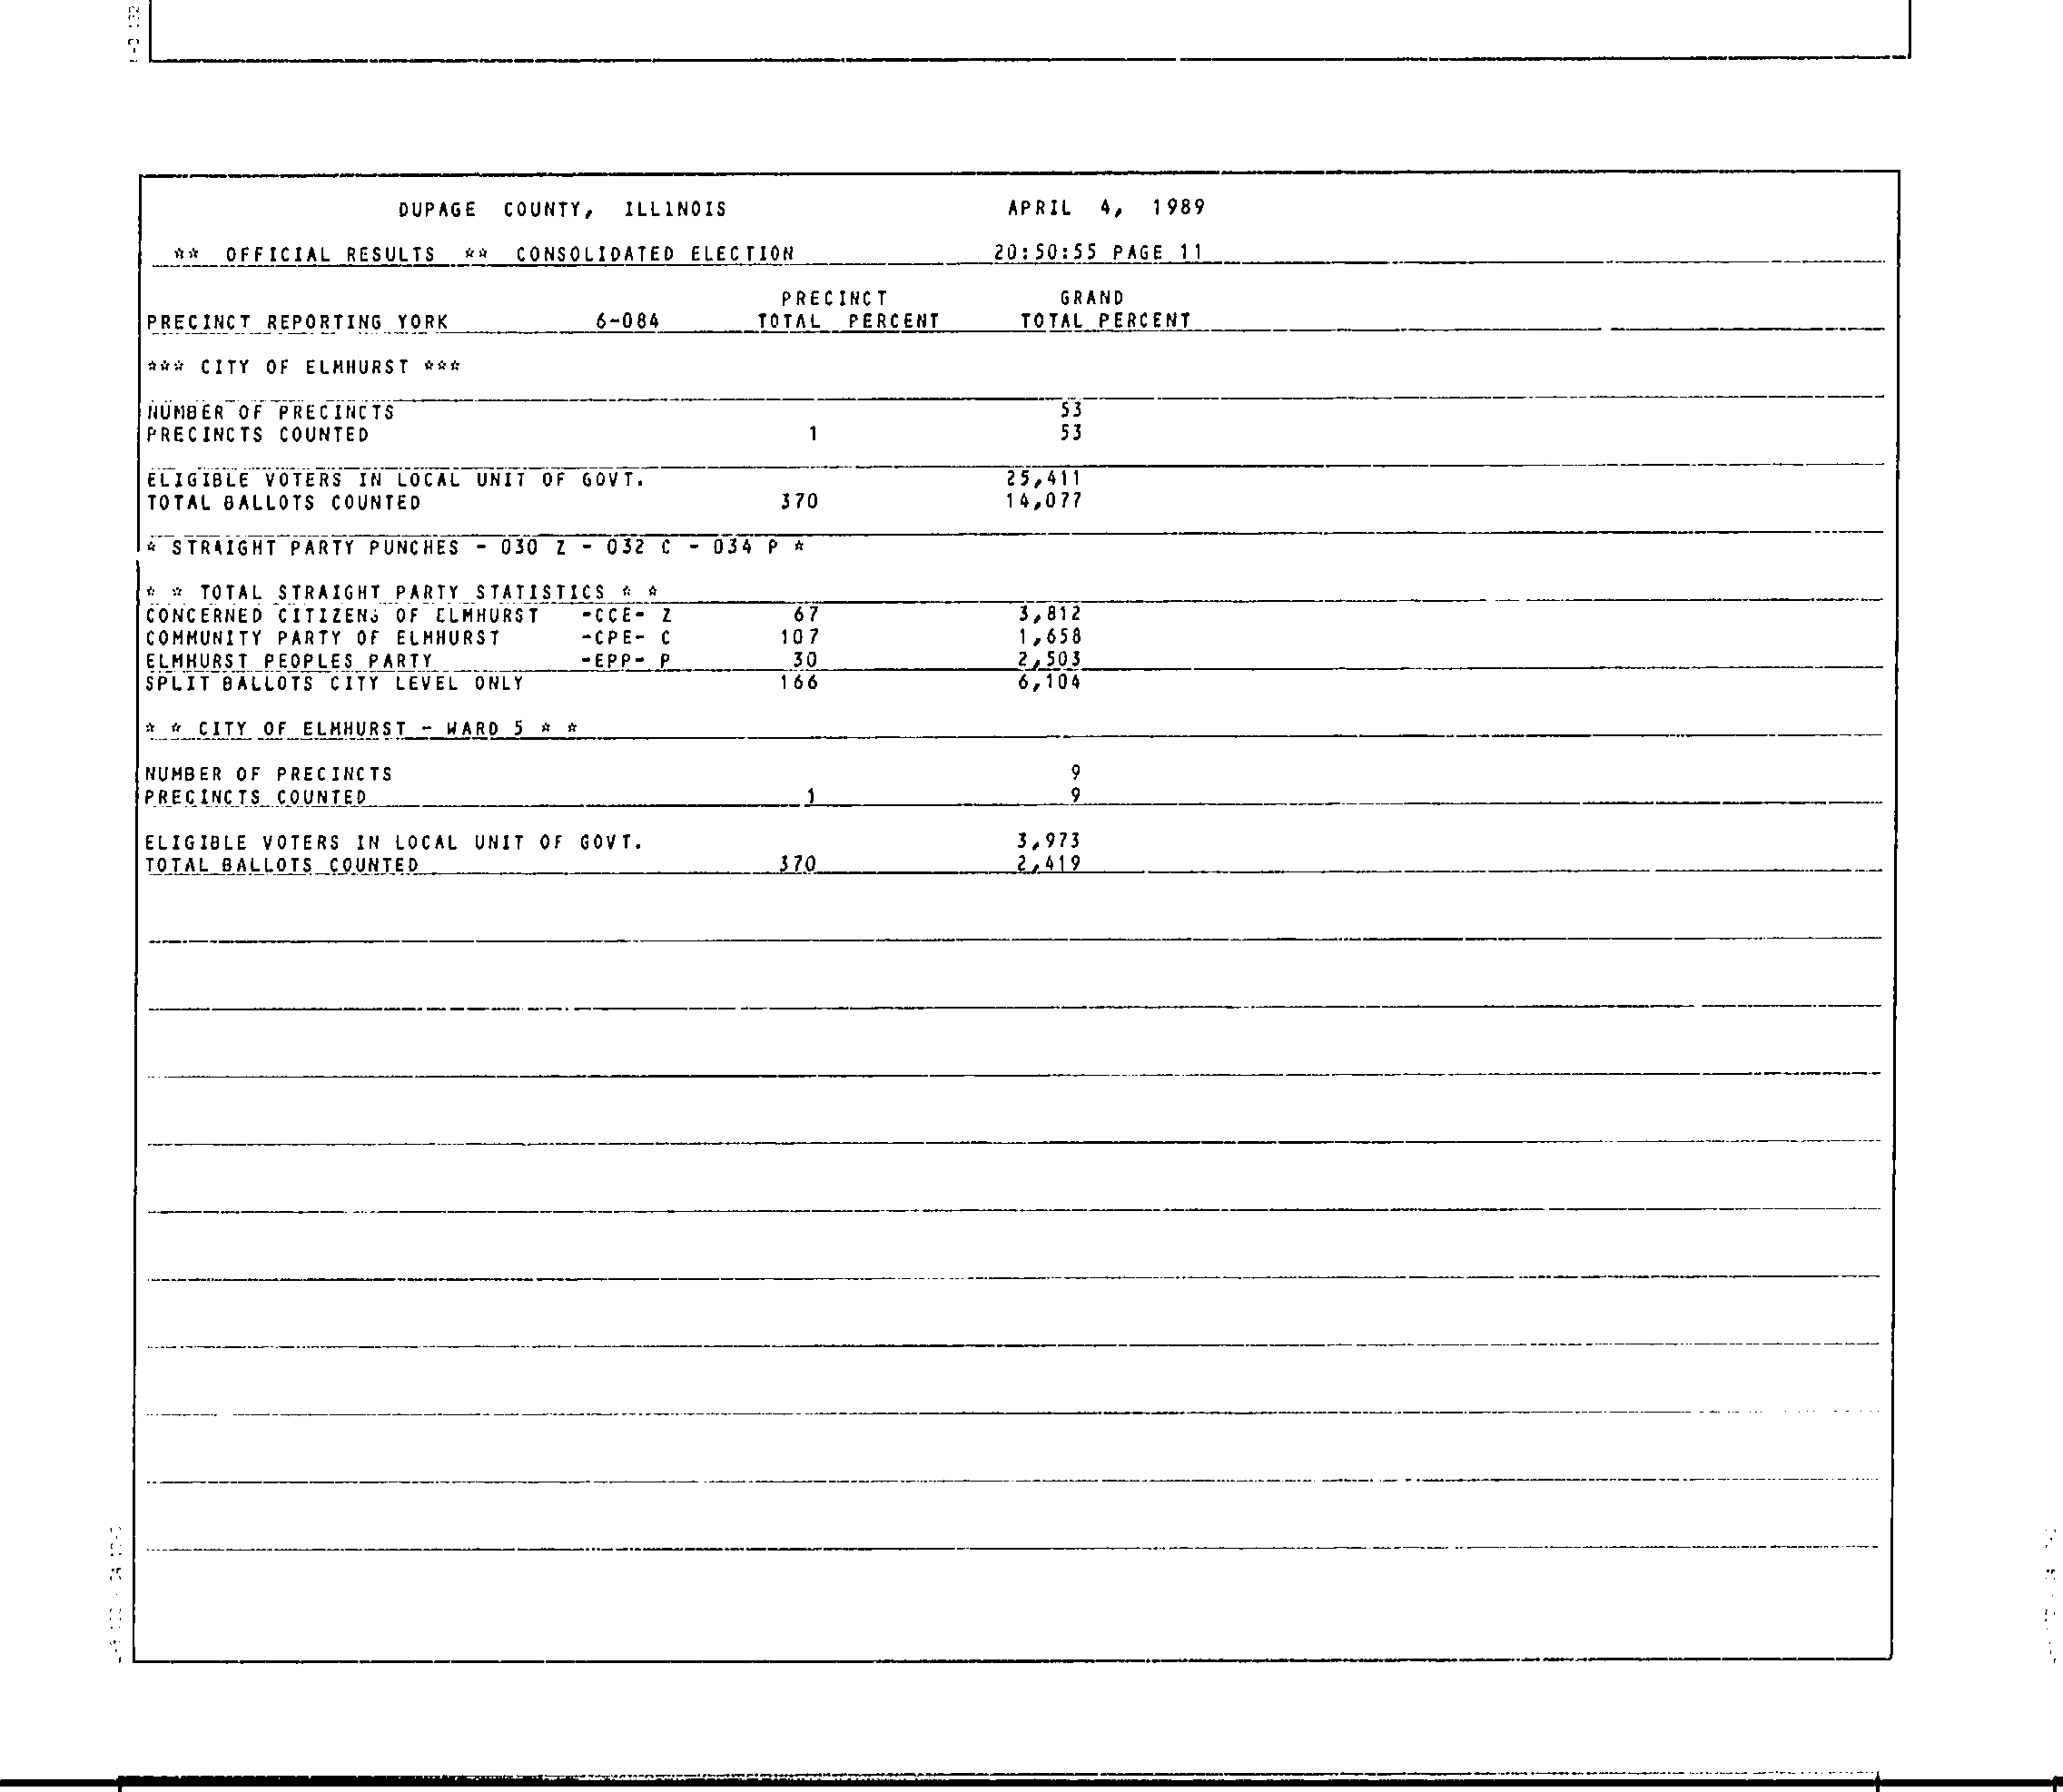 DUPAGE COUNTY, ILLINOIS APRIL 4, 1989
** OFFICIAL RESULTS ** CONSOLIDATED ELECTION 20:50:55 PAGE 11
PRECINCT GRAND
PRECINCT REPORTING YORK 6-084 TOTAL PERCENT TOTAL PERCENT
*** CITY OF ELMHURST ***
NUMBER OF PRECINCTS 53
PRECINCTS COUNTED 1 53
ELIGIBLE VOTERS IN LOCAL UNIT OF GOVT. 25,411
TOTAL BALLOTS COUNTED 370 14,077
* STRAIGHT PARTY PUNCHES - 030 Z - 032 C - 034 P *
* * TOTAL STRAIGHT PARTY STATISTICS * *
CONCERNED CITIZENS OF ELMHURST -CCE- Z 67 3,812
COMMUNITY PARTY OF ELMHURST -CPE- C 107 1,658
ELMHURST PEOPLES PARTY -EPP- P 30 2,503
SPLIT BALLOTS CITY LEVEL ONLY 166 6,104
* * CITY OF ELMHURST - WARD 5 * *
NUMBER OF PRECINCTS 9
PRECINCTS COUNTED 1 9
ELIGIBLE VOTERS IN LOCAL UNIT OF GOVT. 3,973
TOTAL BALLOTS COUNTED 370 2,419